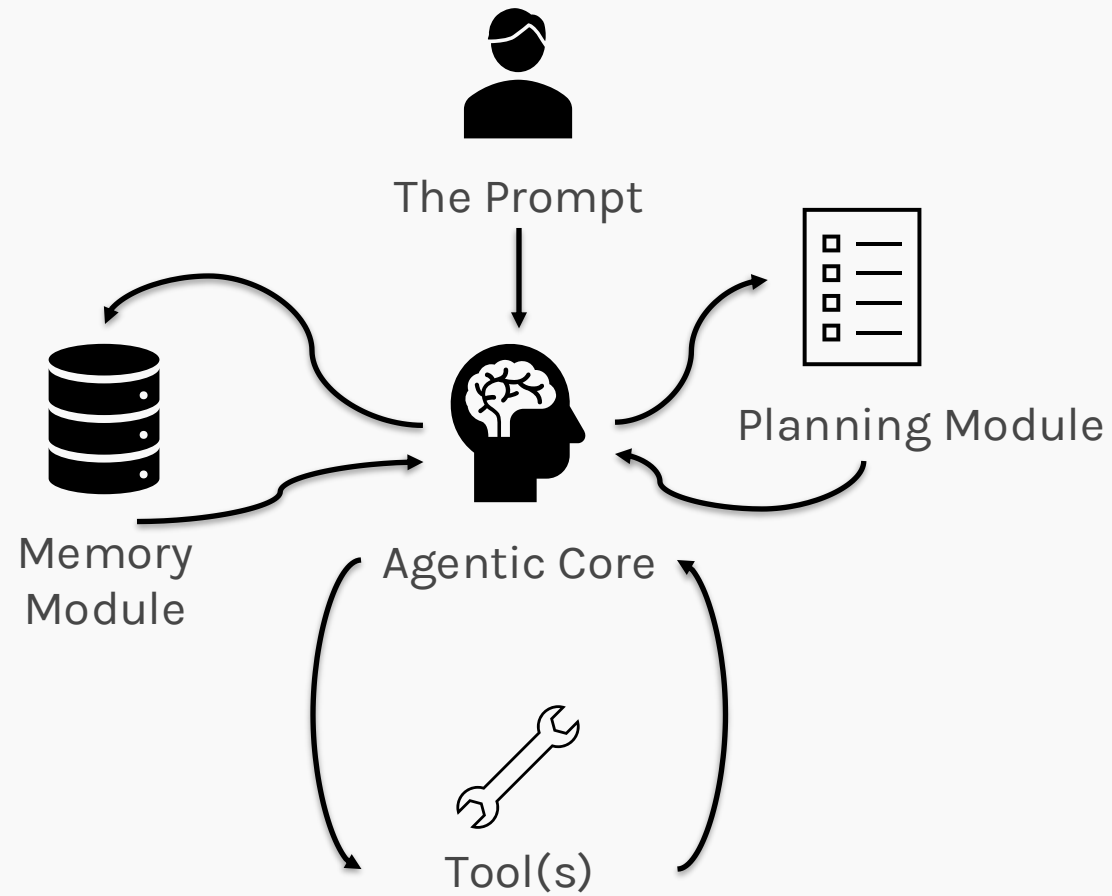 The Prompt
Planning Module
Memory
Module
Agentic Core
Tool(s)